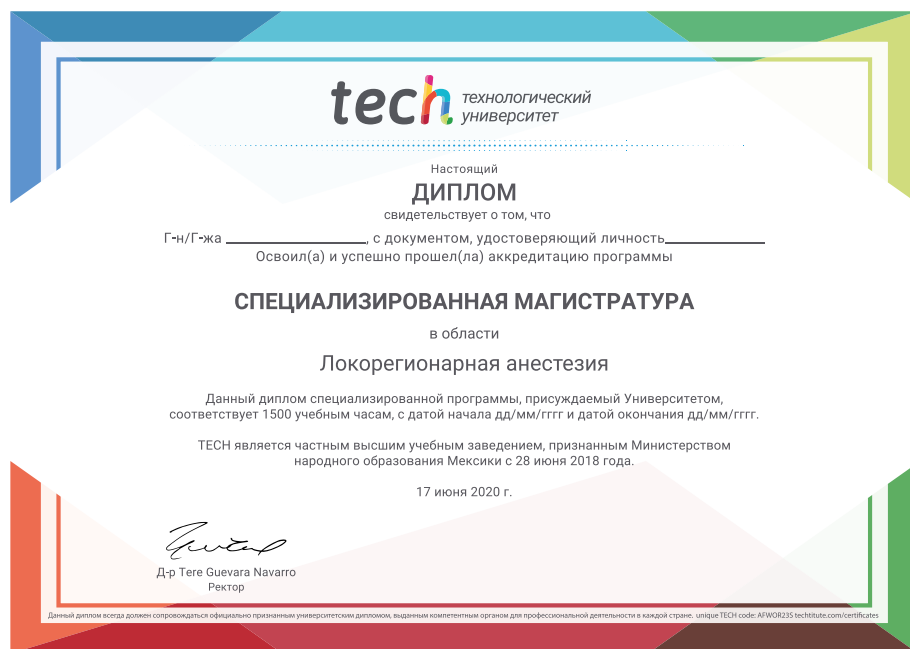 tech технологический
университет
Настоящий
ДИПЛОМ
свидетельствует о том, что
Г-н/Г-жа ________________, с документом, удостоверяющий личность____________
Освоил(а) и успешно прошел(ла) аккредитацию программы
СПЕЦИАЛИЗИРОВАННАЯ МАГИСТРАТУРА
в области
Локорегионарная анестезия
Данный диплом специализированной программы, присуждаемый Университетом,
соответствует 1500 учебным часам, с датой начала дд/мм/гггг и датой окончания дд/мм/гггг.
TECH является частным высшим учебным заведением, признанным Министерством
народного образования Мексики с 28 июня 2018 года.
17 июня 2020 г.
Д-р Tere Guevara Navarro
Ректор
Данный диплом всегда должен сопровождаться официально признанным университетским дипломом, выданным компетентным органом для профессиональной деятельности в каждой стране. unique TECH code: AFWOR23S techtitute.com/certificates